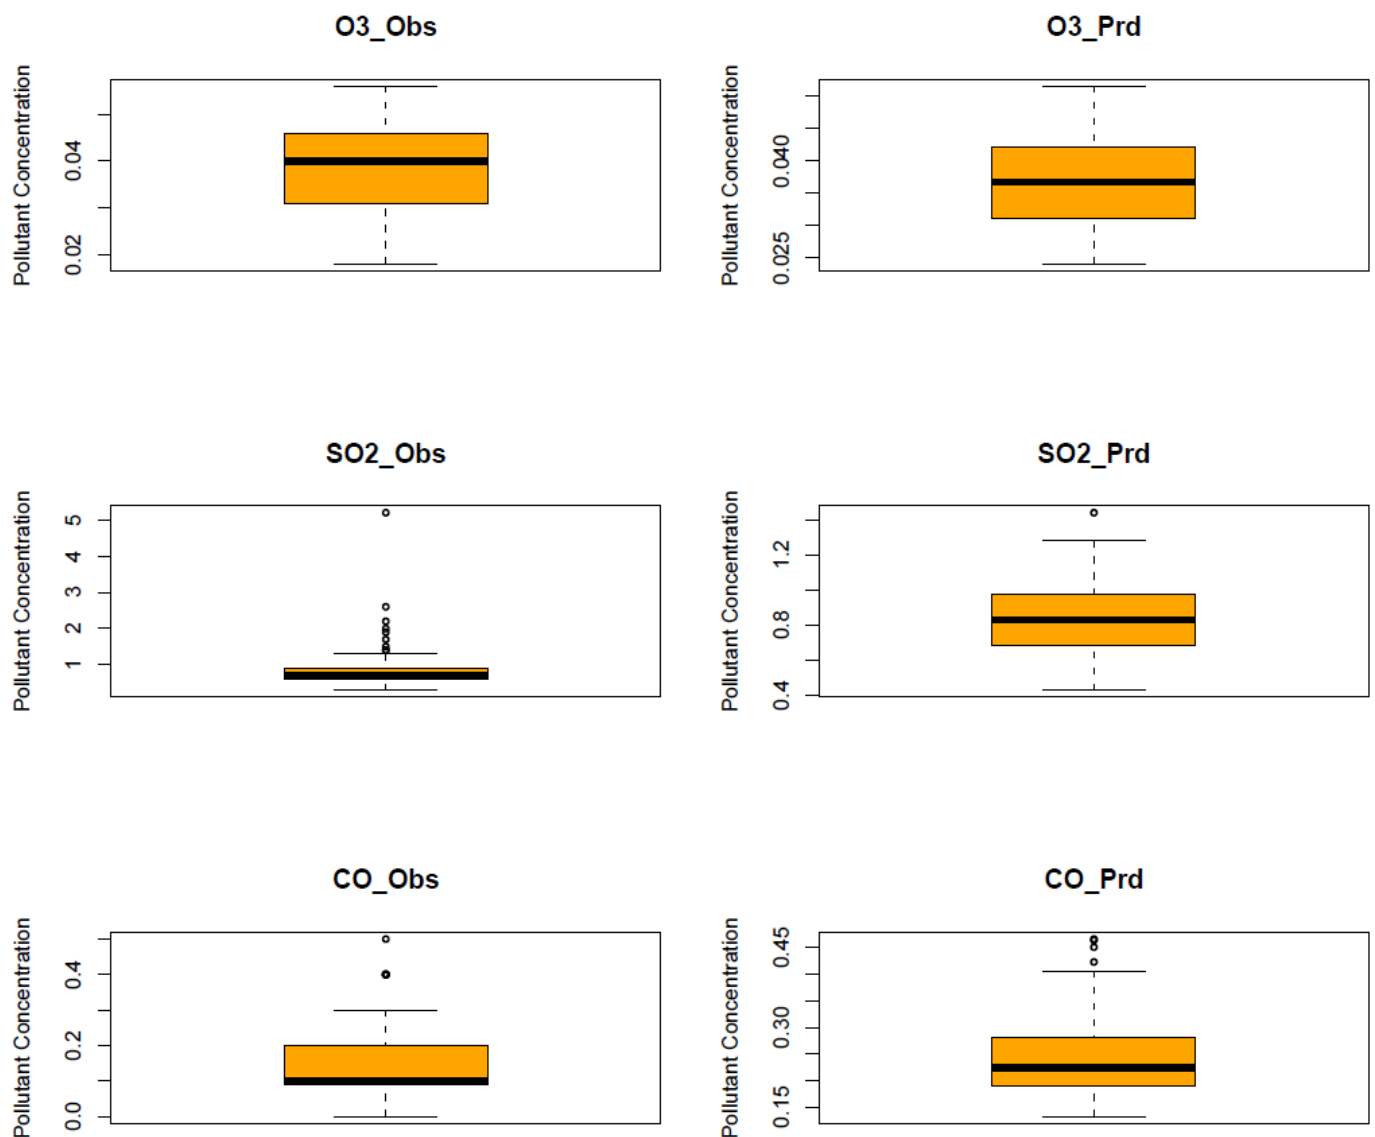 O3_Obs
Pollutant Concentration
0.04
0.02
O3_Prd
Pollutant Concentration
0.040
0.025
SO2_Obs
Pollutant Concentration
5
4
3
2
1
SO2_Prd
Pollutant Concentration
1.2
0.8
0.4
CO_Obs
Pollutant Concentration
0.4
0.2
0.0
CO_Prd
Pollutant Concentration
0.45
0.30
0.15